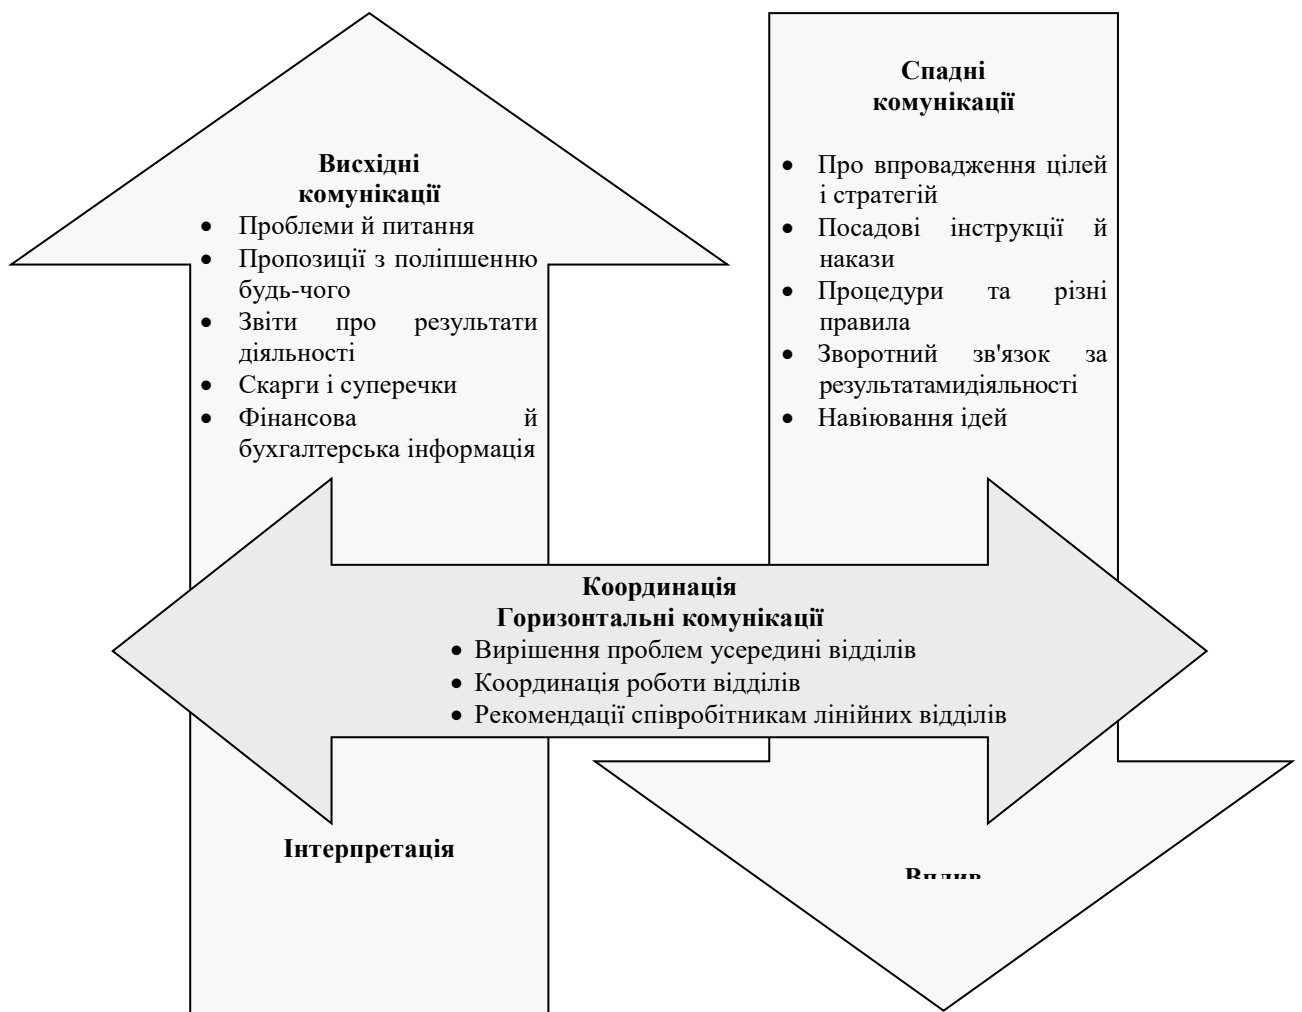 Висхідні
комунікації
• Проблеми й питання
• Пропозиції з поліпшенню
будь-чого
• Звіти про результати
діяльності
• Скарги і суперечки
• Фінансова й
бухгалтерська інформація
Спадні
комунікації
• Про впровадження цілей
і стратегій
• Посадові інструкції й
накази
• Процедури та різні
правила
• Зворотний зв'язок за
результатамидіяльності
• Навіювання ідей
Координація
Горизонтальні комунікації
• Вирішення проблем усередині відділів
• Координація роботи відділів
• Рекомендації співробітникам лінійних відділів
Інтерпретація
Вплив